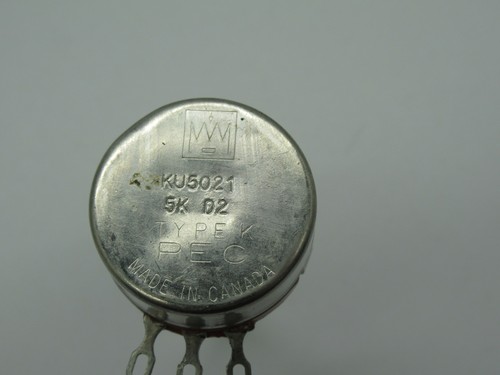 KU5021
5K D2
TYPE K
PEC
MADE IN CANADA